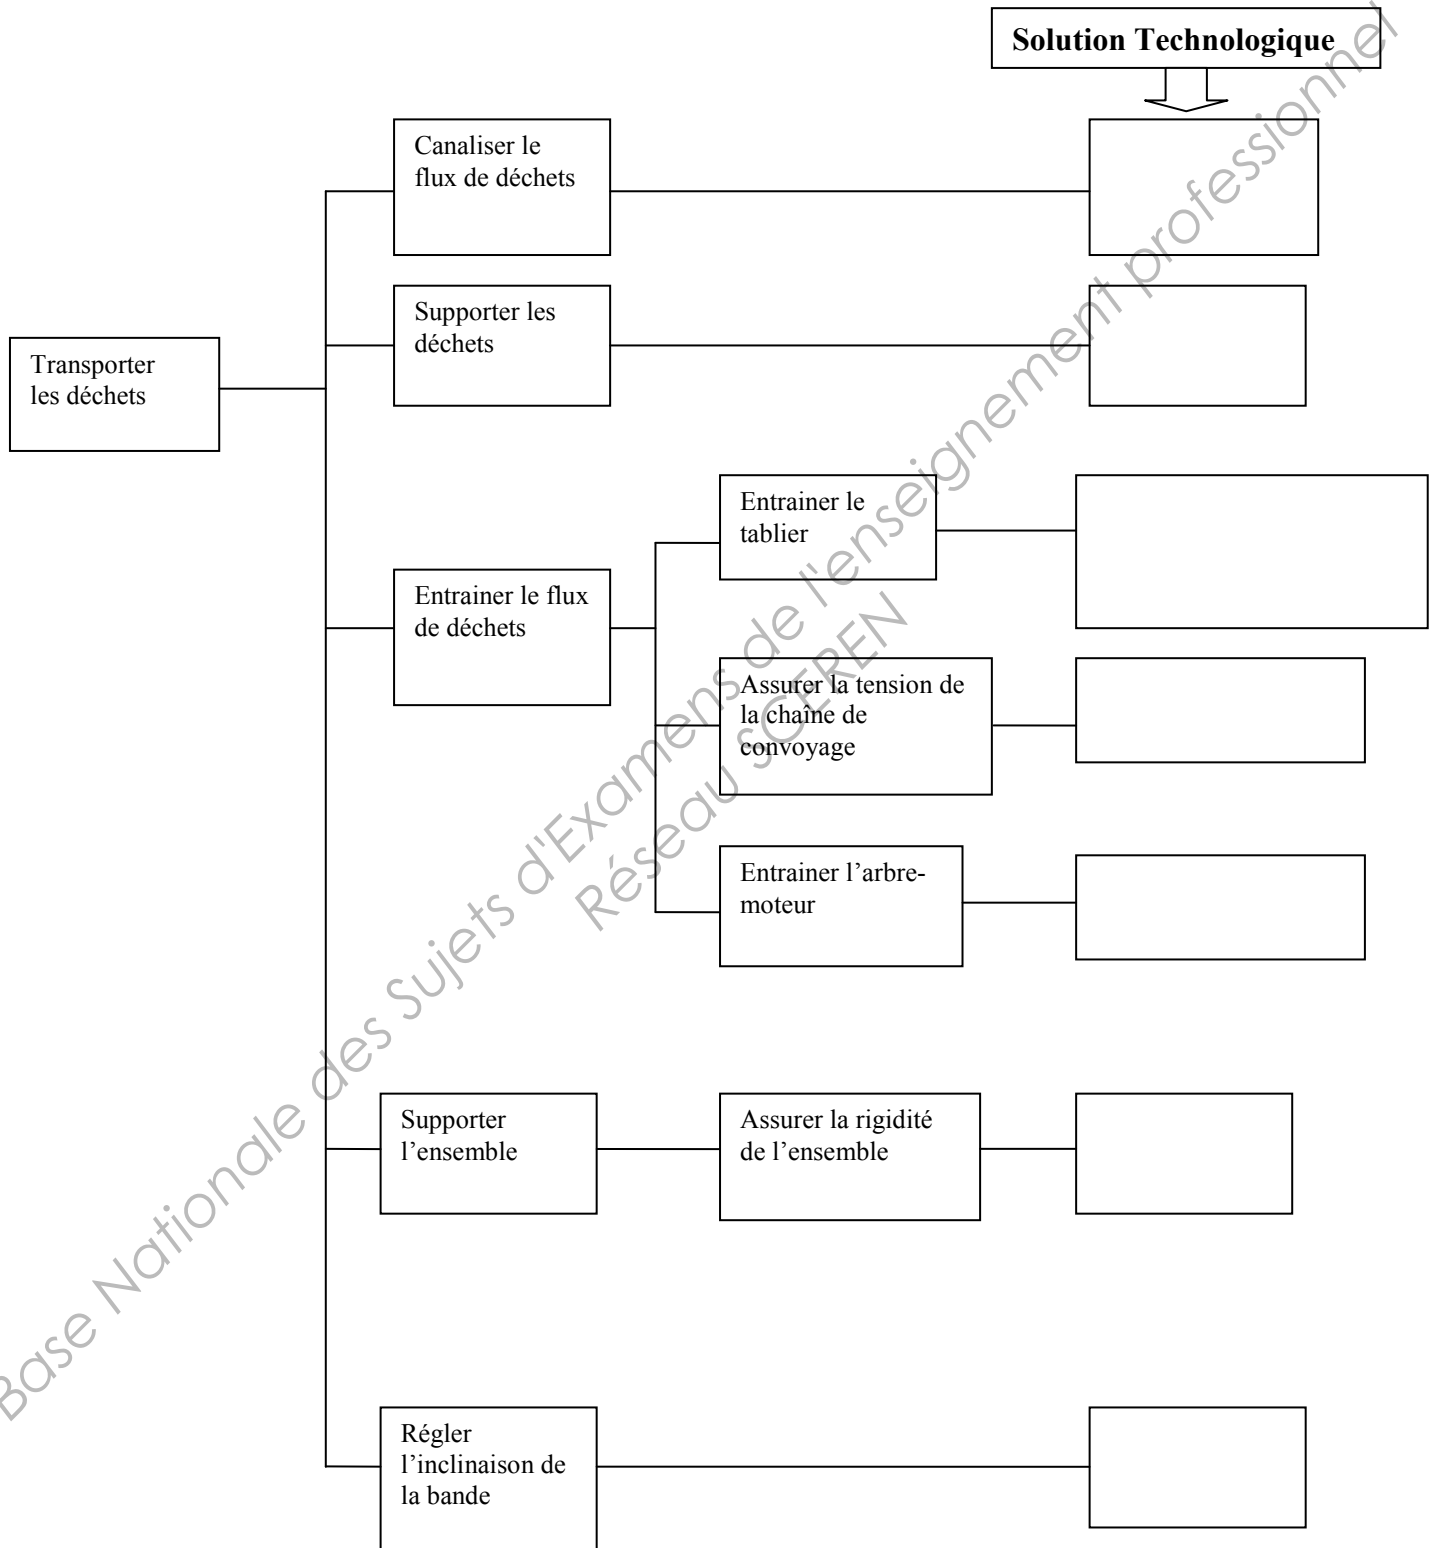 Solution Technologique
Canaliser le
flux de déchets
Supporter les
déchets
Transporter
les déchets
Entrainer le
tablier
Entrainer le flux
de déchets
Assurer la tension de
la chaîne de
convoyage
Entrainer l’arbre-
moteur
Supporter
l’ensemble
Assurer la rigidité
de l’ensemble
Régler
l’inclinaison de
la bande
Base Nationale des Sujets d'Examens de l'enseignement professionnel
Réseau SCEREN